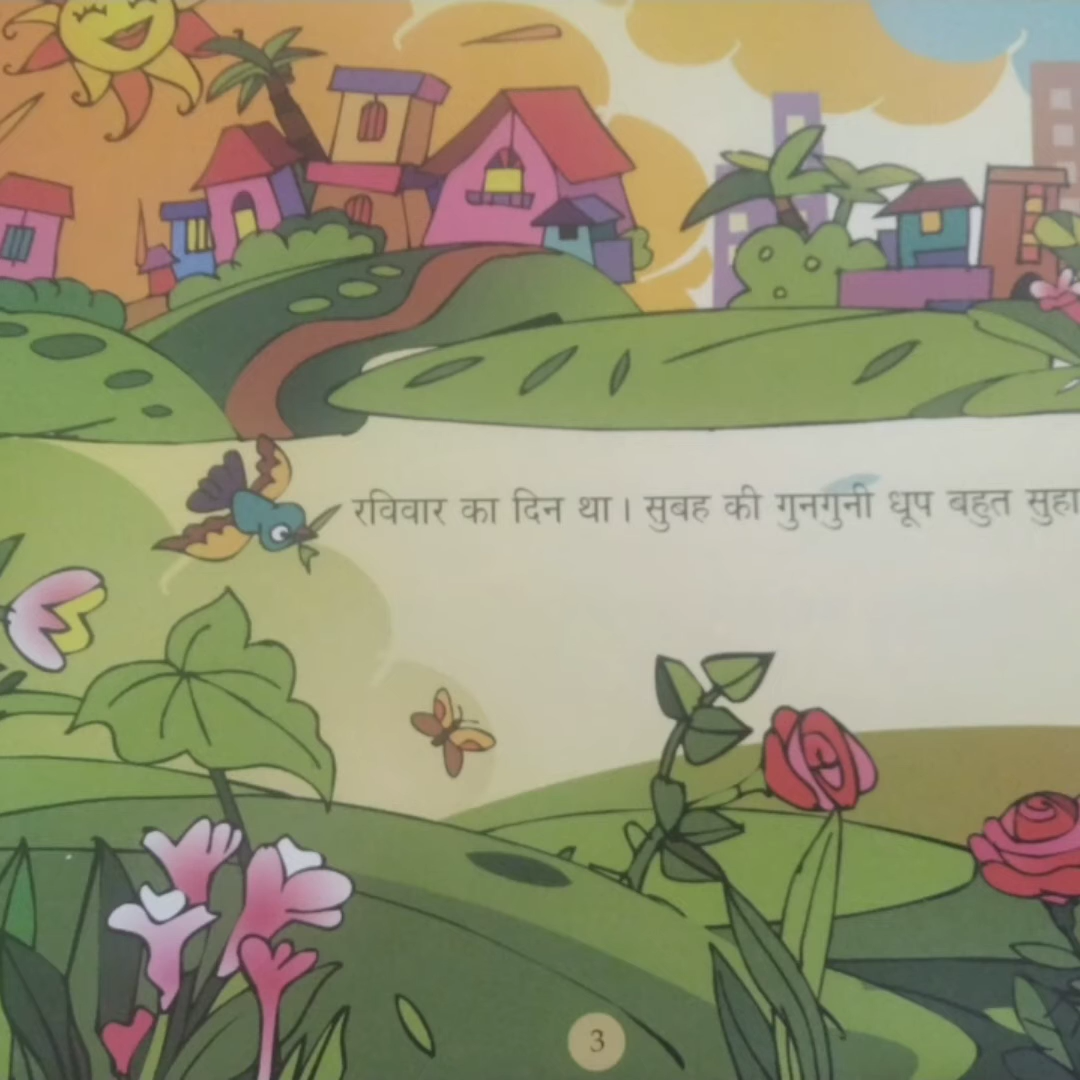 रविवार का दिन था। सुबह की गुनगुनी धूप बहुत
3